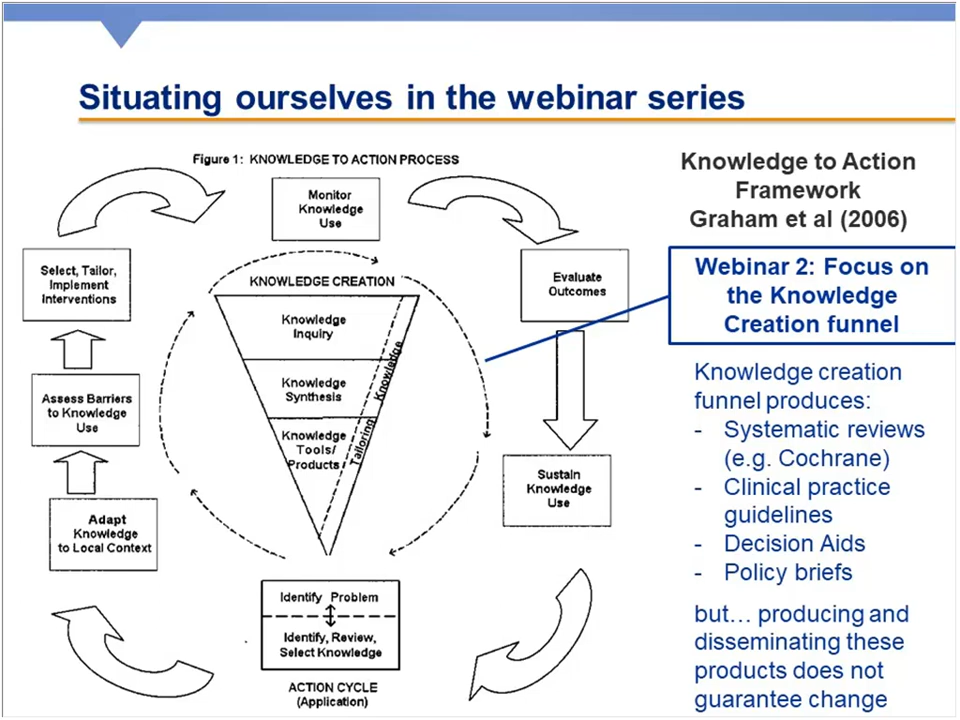 Situating ourselves in the webinar series
Figure 1: KNOWLEDGE TO ACTION PROCESS
Monitor
Knowledge
Use
Select, Tailor,
Implement
Interventions
Evaluate
Outcomes
KNOWLEDGE CREATION
Knowledge
Inquiry
Knowledge
Synthesis
Knowledge
Tools/
Products
Tailoring Knowledge
Assess Barriers
to Knowledge
Use
Adapt
Knowledge
to Local Context
Sustain
Knowledge
Use
Identify Problem
Identify, Review,
Select Knowledge
ACTION CYCLE
(Application)
Knowledge to Action
Framework
Graham et al (2006)
Webinar 2: Focus on
the Knowledge
Creation funnel
Knowledge creation
funnel produces:
- Systematic reviews
(e.g. Cochrane)
- Clinical practice
guidelines
- Decision Aids
- Policy briefs
but… producing and
disseminating these
products does not
guarantee change